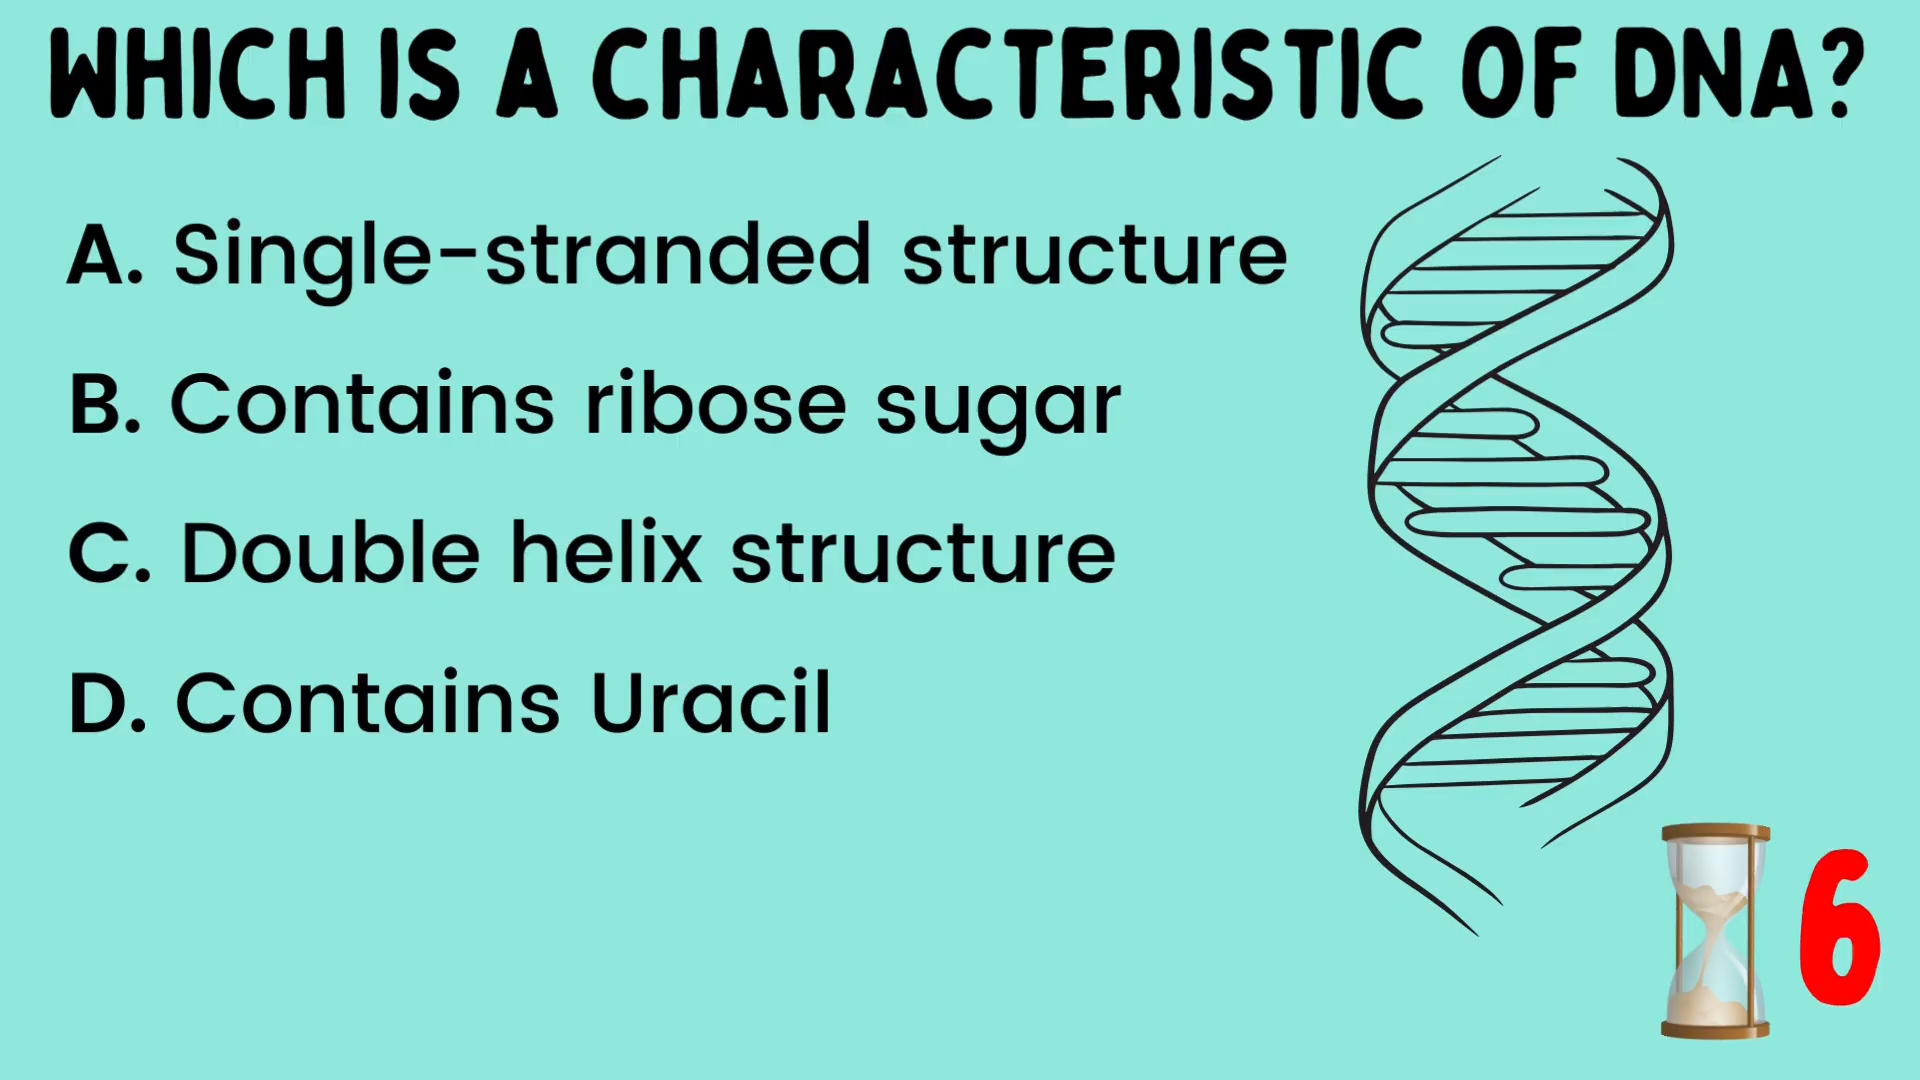 WHICH IS A CHARACTERISTIC OF DNA?
A. Single-stranded structure
B. Contains ribose sugar
C. Double helix structure
D. Contains Uracil
6